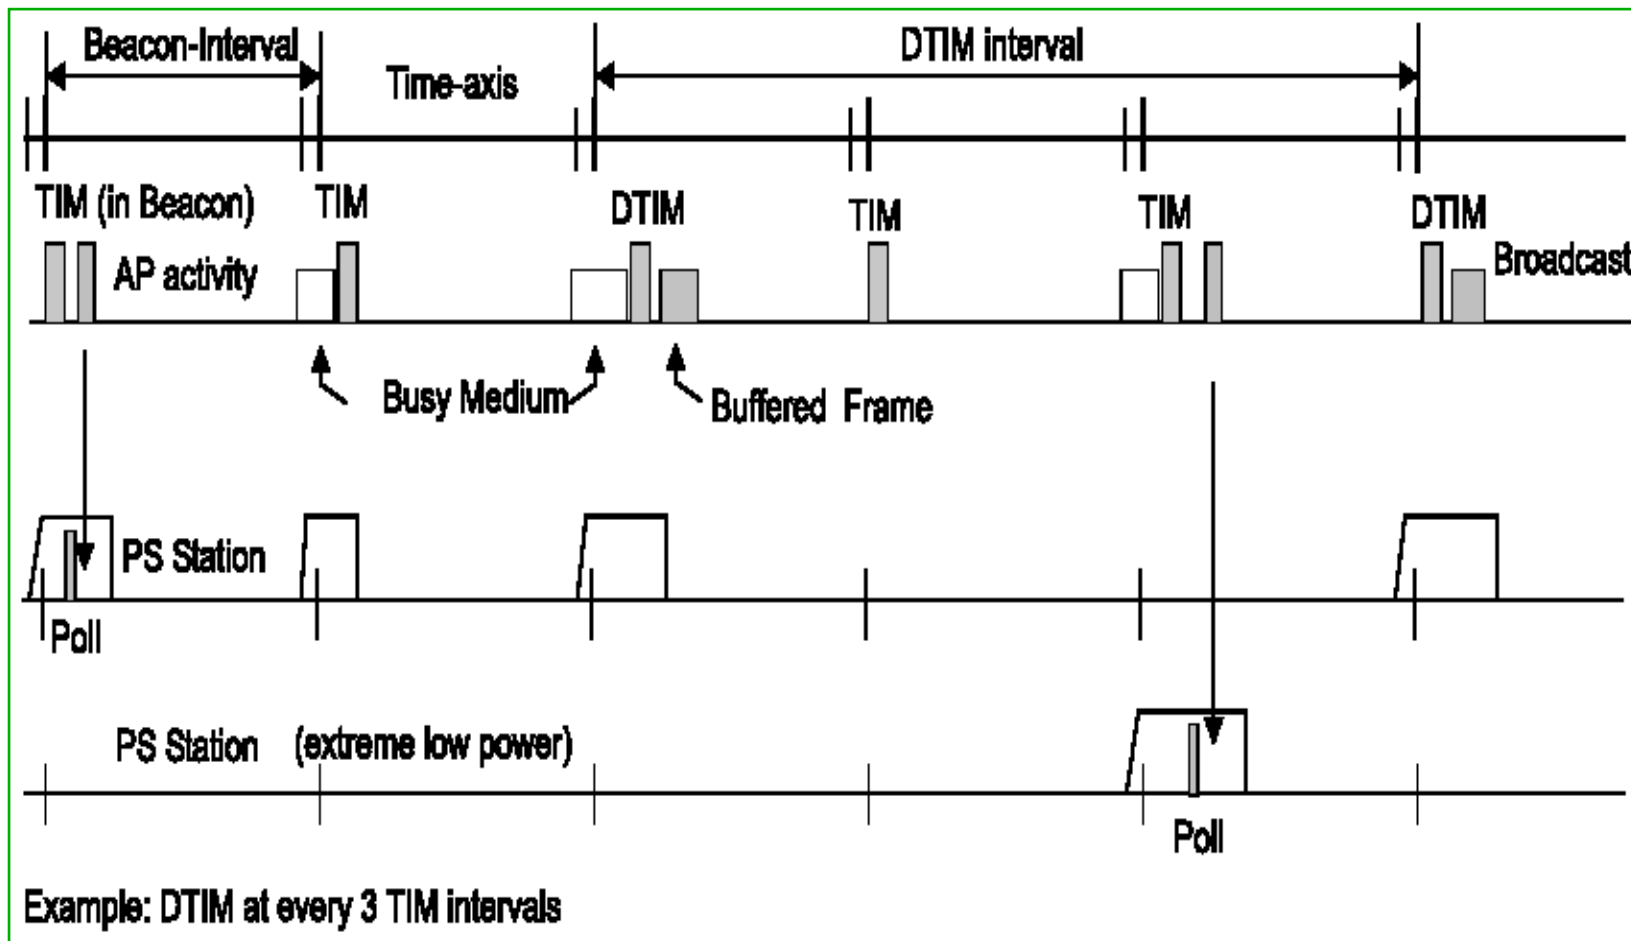 Beacon-Interval
DTIM interval
Time-axis
TIM (in Beacon)
TIM
DTIM
TIM
TIM
DTIM
AP activity
Broadcast
Busy Medium
Buffered Frame
PS Station
Poll
PS Station (extreme low power)
Poll
Example: DTIM at every 3 TIM intervals